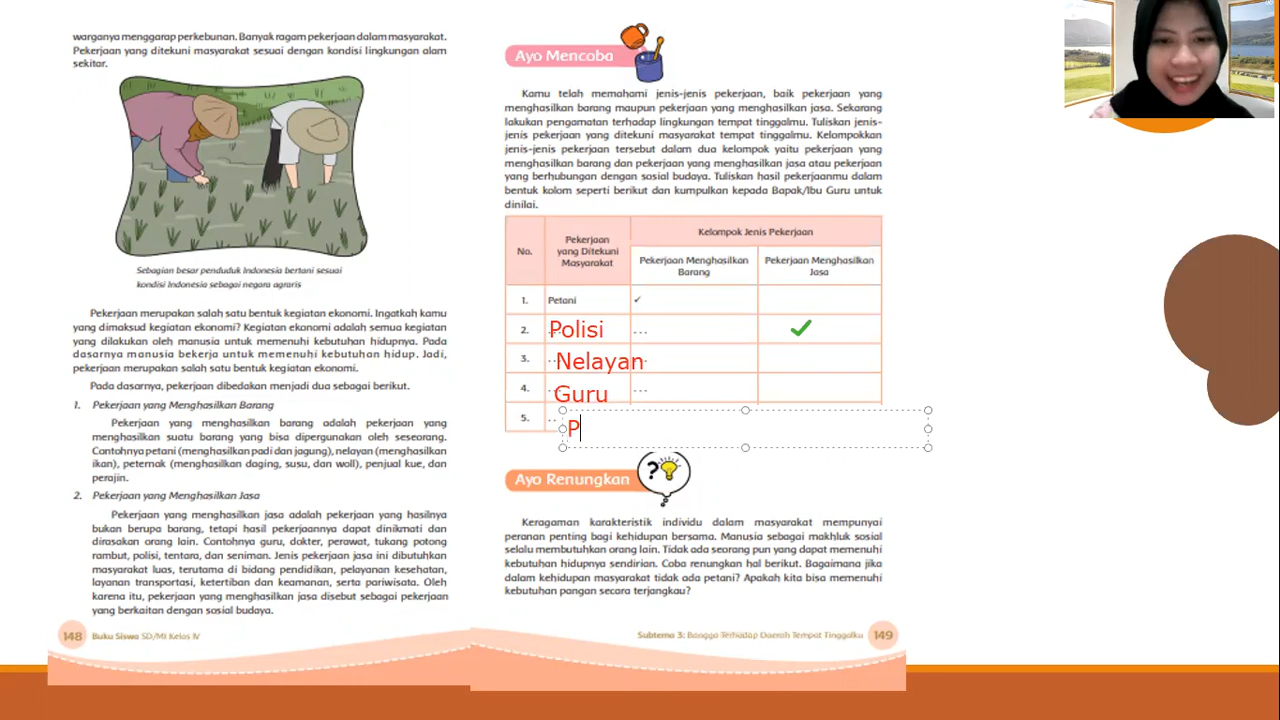 warganya menggarap perkebunan. Banyak ragam pekerjaan dalam masyarakat.
Pekerjaan yang ditekuni masyarakat sesuai dengan kondisi lingkungan alam
sekitar.
Sebagian besar penduduk Indonesia bertani sesuai
kondisi Indonesia sebagai negara agraris
Pekerjaan merupakan salah satu bentuk kegiatan ekonomi. Ingatkah kamu
yang dimaksud kegiatan ekonomi? Kegiatan ekonomi adalah semua kegiatan
yang dilakukan oleh manusia untuk memenuhi kebutuhan hidupnya. Pada
dasarnya manusia bekerja untuk memenuhi kebutuhan hidup. Jadi,
pekerjaan merupakan salah satu bentuk kegiatan ekonomi.
Pada dasarnya, pekerjaan dibedakan menjadi dua sebagai berikut.
1. Pekerjaan yang Menghasilkan Barang
Pekerjaan yang menghasilkan barang adalah pekerjaan yang
menghasilkan suatu barang yang bisa dipergunakan oleh seseorang.
Contohnya petani (menghasilkan padi dan jagung), nelayan (menghasilkan
ikan), peternak (menghasilkan daging, susu, dan woll), penjual kue, dan
perajin.
2. Pekerjaan yang Menghasilkan Jasa
Pekerjaan yang menghasilkan jasa adalah pekerjaan yang hasilnya
bukan berupa barang, tetapi hasil pekerjaannya dapat dinikmati dan
dirasakan orang lain. Contohnya guru, dokter, perawat, tukang potong
rambut, polisi, tentara, dan seniman. Jenis pekerjaan jasa ini dibutuhkan
masyarakat luas, terutama di bidang pendidikan, pelayanan kesehatan,
layanan transportasi, ketertiban dan keamanan, serta pariwisata. Oleh
karena itu, pekerjaan yang menghasilkan jasa disebut sebagai pekerjaan
yang berkaitan dengan sosial budaya.
148 Buku Siswa SD/MI Kelas IV
Ayo Mencoba
Kamu telah memahami jenis-jenis pekerjaan, baik pekerjaan yang
menghasilkan barang maupun pekerjaan yang menghasilkan jasa. Sekarang
lakukan pengamatan terhadap lingkungan tempat tinggalmu. Tuliskan jenis-
jenis pekerjaan yang ditekuni masyarakat tempat tinggalmu. Kelompokkan
jenis-jenis pekerjaan tersebut dalam dua kelompok yaitu pekerjaan yang
menghasilkan barang dan pekerjaan yang menghasilkan jasa atau pekerjaan
yang berhubungan dengan sosial budaya. Tuliskan hasil pekerjaanmu dalam
bentuk kolom seperti berikut dan kumpulkan kepada Bapak/Ibu Guru untuk
dinilai.
No.
Pekerjaan
yang Ditekuni
Masyarakat
Kelompok Jenis Pekerjaan
Pekerjaan Menghasilkan
Barang
Pekerjaan Menghasilkan
Jasa
1. Petani ✓
2. Polisi ... ✓
3. Nelayan
4. Guru ...
5. P
Ayo Renungkan
?
Keragaman karakteristik individu dalam masyarakat mempunyai
peranan penting bagi kehidupan bersama. Manusia sebagai makhluk sosial
selalu membutuhkan orang lain. Tidak ada seorang pun yang dapat memenuhi
kebutuhan hidupnya sendirian. Coba renungkan hal berikut. Bagaimana jika
dalam kehidupan masyarakat tidak ada petani? Apakah kita bisa memenuhi
kebutuhan pangan secara terjangkau?
Subtema 3: Bangga Terhadap Daerah Tempat Tinggalku 149